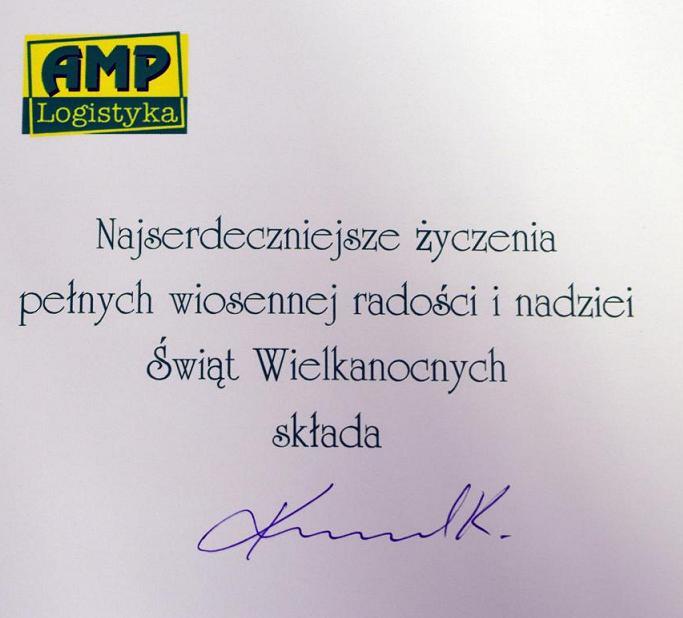 AMP
Logistyka
Najserdeczniejsze życzenia
pełnych wiosennej radości i nadziei
Świąt Wielkanocnych
składa